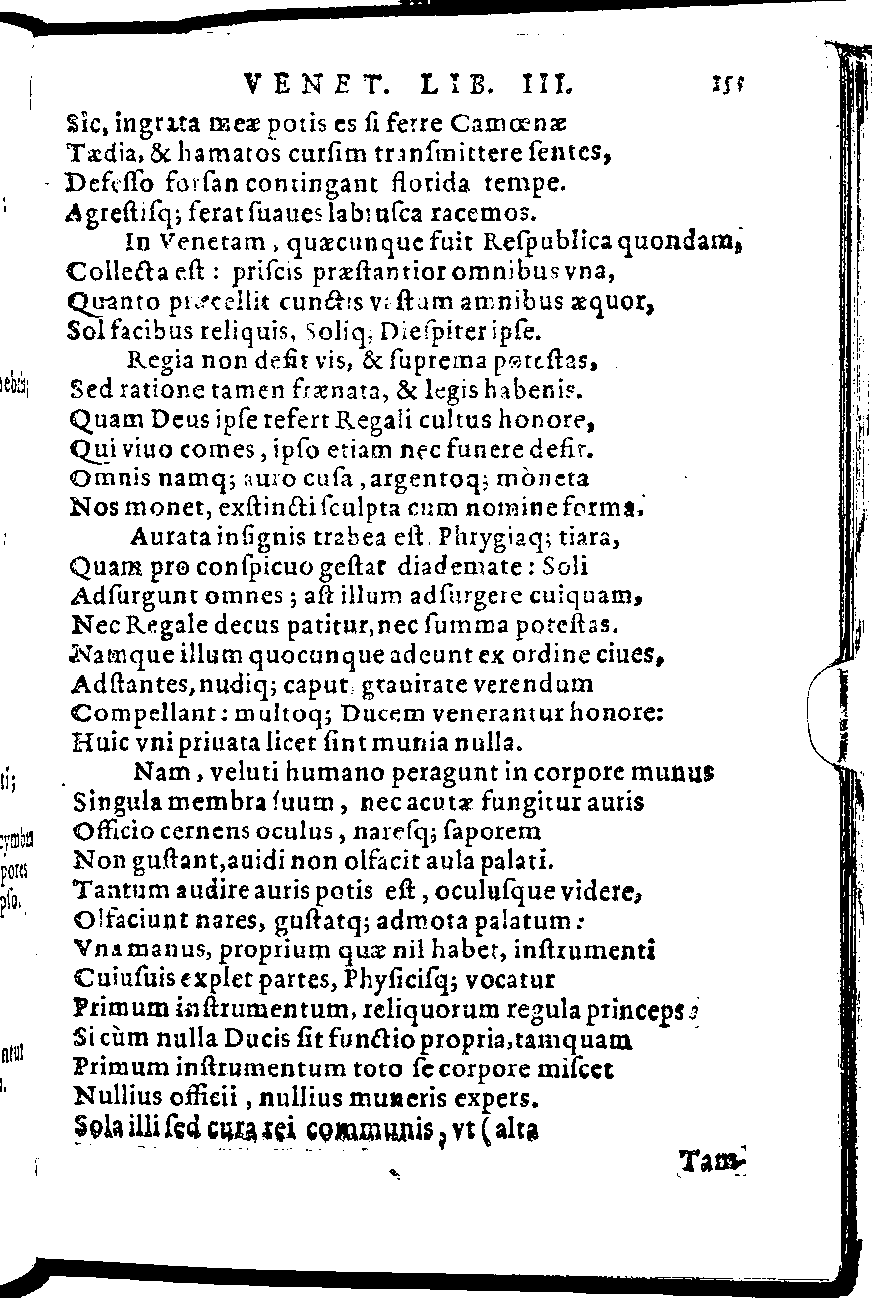 VENET. LIB. III. 155
Sic, ingrata meæ potis es ſi ferre Camœnæ
Tædia, & hamatos curſim tranſmittere ſentes,
Defeſſo forſan contingant florida tempe.
Agreſtiſq; ferat ſuaues labruſca racemos.
In Venetam, quæcunque fuit Reſpublica quondam,
Collecta eſt: priſcis præſtantior omnibus vna,
Quanto præcellit cunctis vaſtum amnibus æquor,
Sol facibus reliquis, Soliq; Dieſpiter ipſe.
Regia non deſit vis, & ſuprema poteſtas,
Sed ratione tamen frænata, & legis habenis.
Quam Deus ipſe refert Regali cultus honore,
Qui viuo comes, ipſo etiam nec funere deſit.
Omnis namq; auro cuſa, argentoq; mòneta
Nos monet, exſtincti ſculpta cum nomine forma.
Aurata inſignis trabea eſt. Phrygiaq; tiara,
Quam pro conſpicuo geſtat diademate: Soli
Adſurgunt omnes; aſt illum adſurgere cuiquam,
Nec Regale decus patitur, nec ſumma poteſtas.
Namque illum quocunque adeunt ex ordine ciues,
Adſtantes, nudiq; caput, grauitate verendum
Compellant: multoq; Ducem venerantur honore:
Huic vni priuata licet ſint munia nulla.
Nam, veluti humano peragunt in corpore munus
Singula membra ſuum, nec acutæ fungitur auris
Officio cernens oculus, nareſq; ſaporem
Non guſtant, auidi non olfacit aula palati.
Tantum audire auris potis eſt, oculuſque videre,
Olfaciunt nares, guſtatq; admota palatum:
Vna manus, proprium quæ nil habet, inſtrumenti
Cuiuſuis explet partes, Phyſiciſq; vocatur
Primum inſtrumentum, reliquorum regula princeps:
Si cùm nulla Ducis ſit functio propria, tamquam
Primum inſtrumentum toto ſe corpore miſcet
Nullius officii, nullius muneris expers.
Sola illi ſed cura rei communis, vt (alta
Tam-